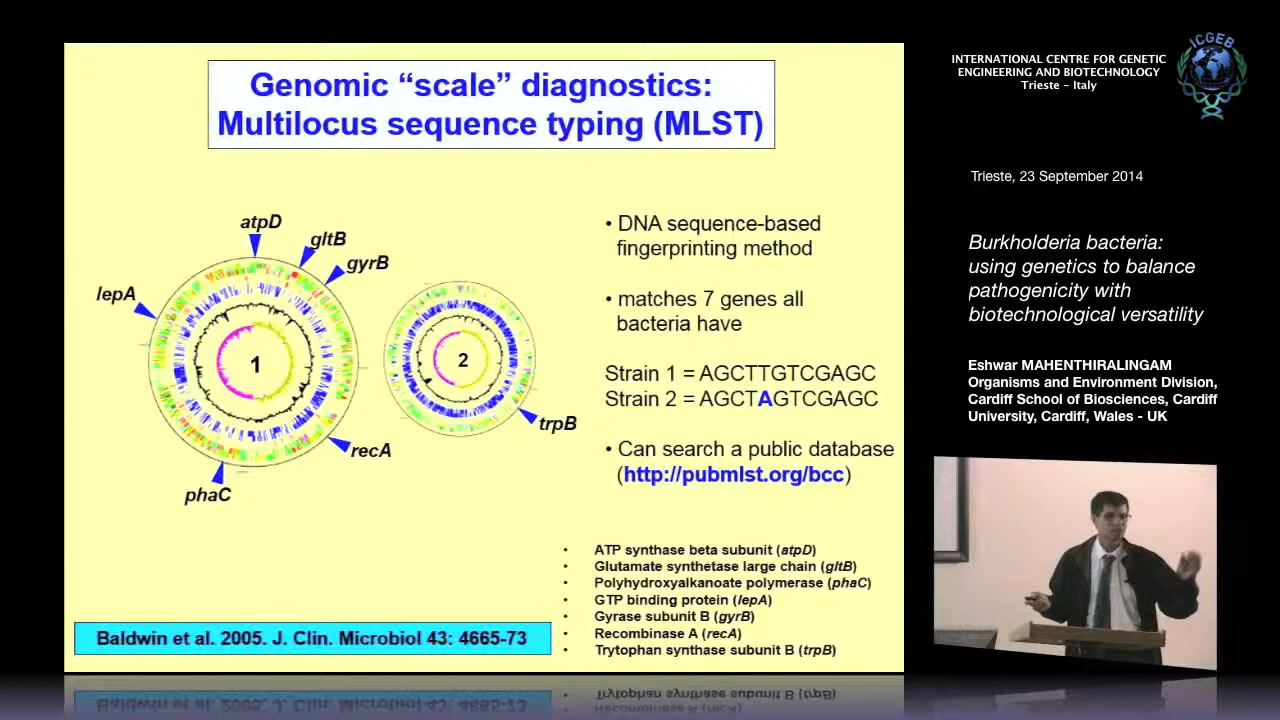 Genomic “scale” diagnostics:
Multilocus sequence typing (MLST)
atpD
gltB
gyrB
lepA
1
2
trpB
recA
phaC
• DNA sequence-based
fingerprinting method
• matches 7 genes all
bacteria have
Strain 1 = AGCTTGTCGAGC
Strain 2 = AGCTAGTCGAGC
• Can search a public database
(http://pubmlst.org/bcc)
• ATP synthase beta subunit (atpD)
• Glutamate synthetase large chain (gltB)
• Polyhydroxyalkanoate polymerase (phaC)
• GTP binding protein (lepA)
• Gyrase subunit B (gyrB)
• Recombinase A (recA)
• Trytophan synthase subunit B (trpB)
Baldwin et al. 2005. J. Clin. Microbiol 43: 4665-73
INTERNATIONAL CENTRE FOR GENETIC
ENGINEERING AND BIOTECHNOLOGY
Trieste - Italy
ICGEB
Trieste, 23 September 2014
Burkholderia bacteria:
using genetics to balance
pathogenicity with
biotechnological versatility
Eshwar MAHENTHIRALINGAM
Organisms and Environment Division,
Cardiff School of Biosciences, Cardiff
University, Cardiff, Wales - UK